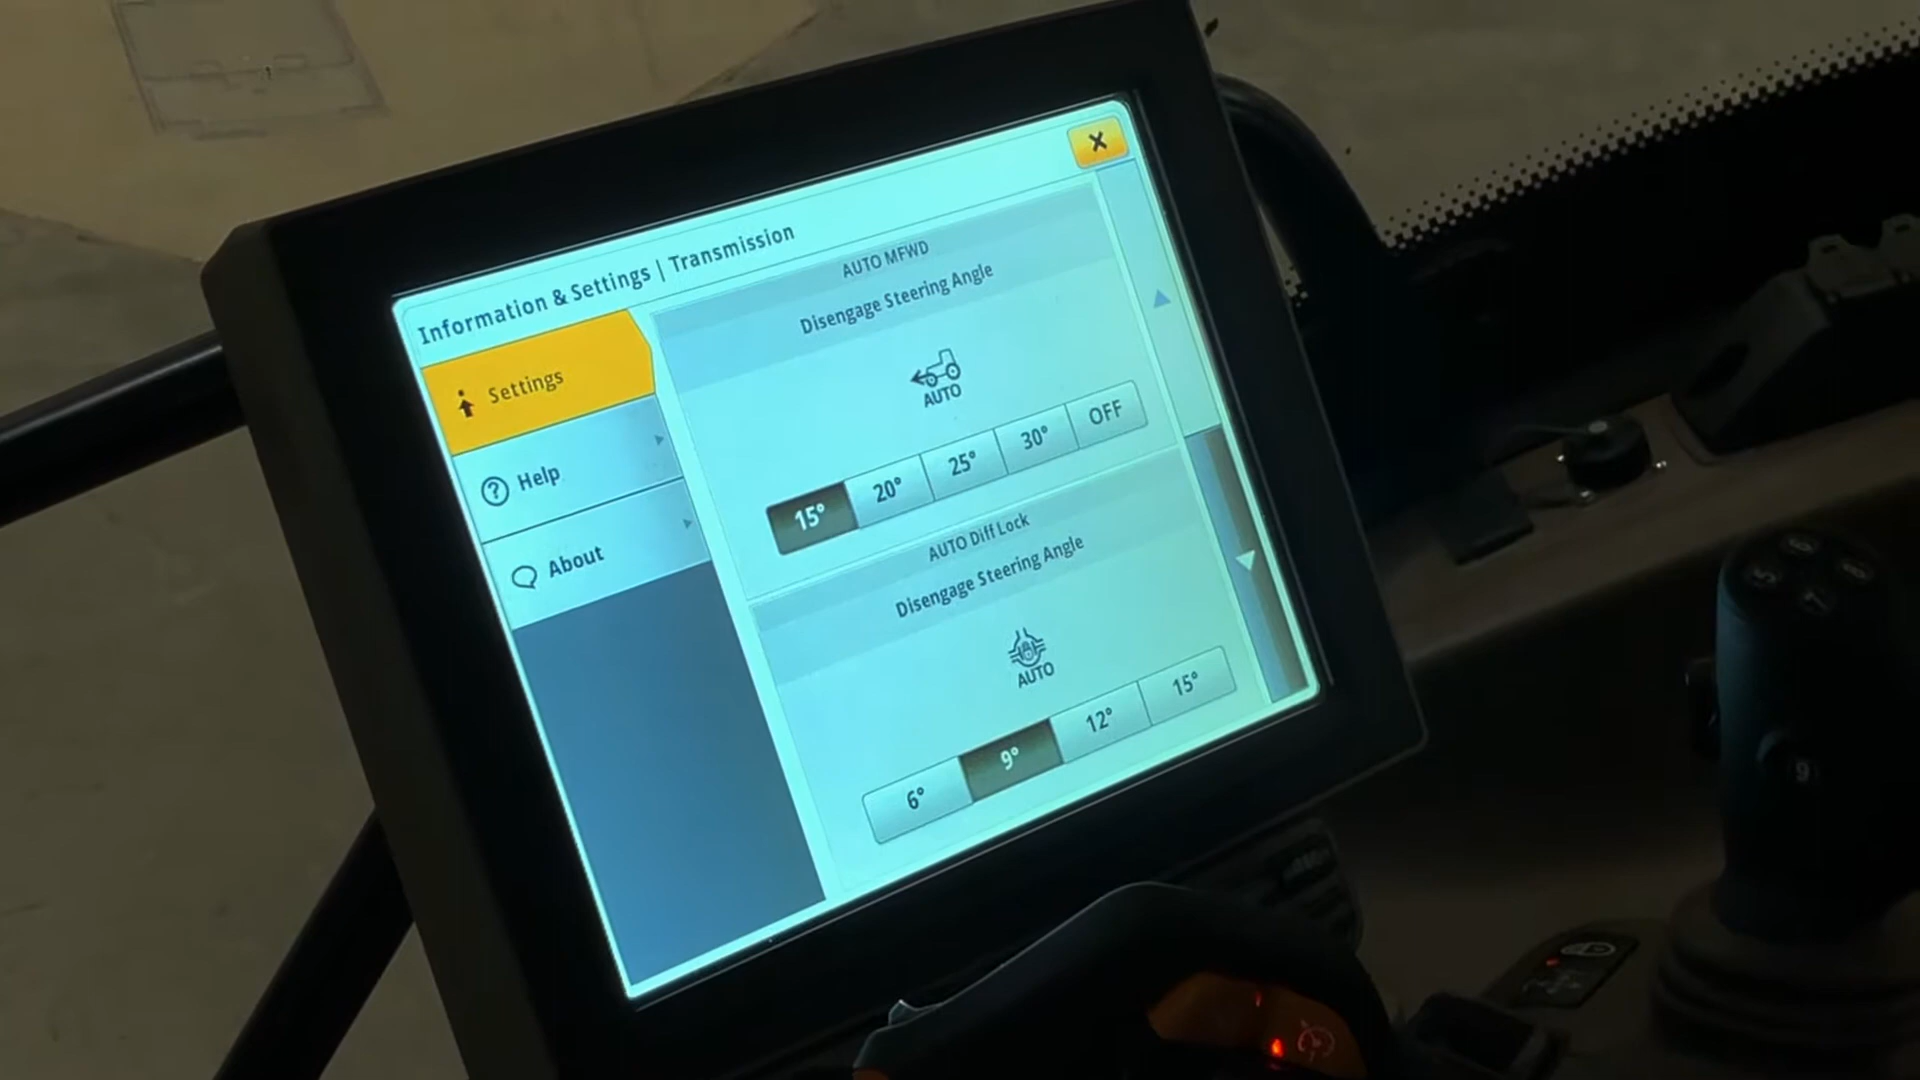 Information & Settings | Transmission
X
Settings
? Help
About
AUTO MFWD
Disengage Steering Angle
AUTO
15° 20° 25° 30° OFF
AUTO Diff Lock
Disengage Steering Angle
AUTO
6° 9° 12° 15°